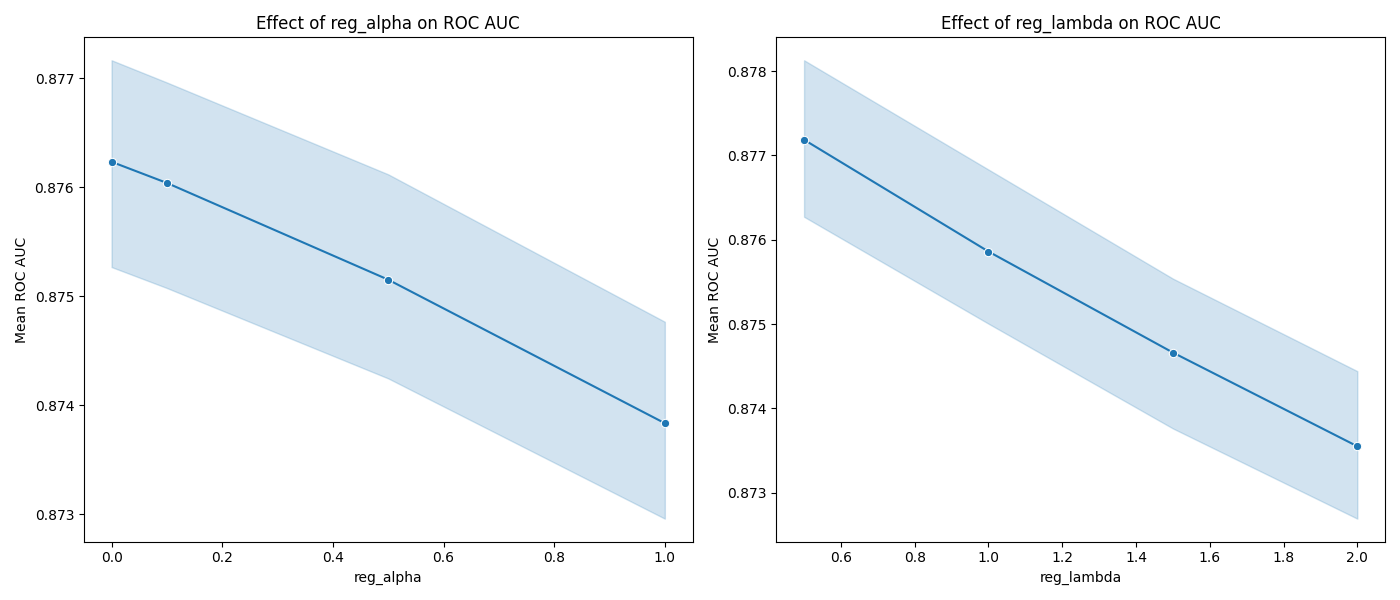 Effect of reg_alpha on ROC AUC
Mean ROC AUC
0.877
0.876
0.875
0.874
0.873
0.0 0.2 0.4 0.6 0.8 1.0
reg_alpha
Effect of reg_lambda on ROC AUC
Mean ROC AUC
0.878
0.877
0.876
0.875
0.874
0.873
0.6 0.8 1.0 1.2 1.4 1.6 1.8 2.0
reg_lambda